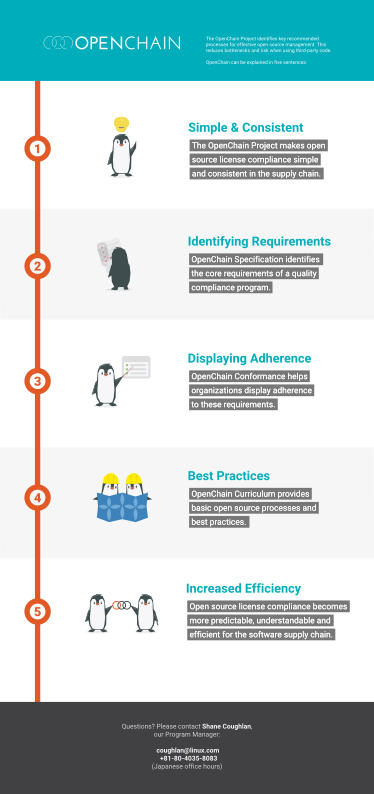 OPENCHAIN
The OpenChain Project identifies key recommended
processes for effective open source management. This
reduces bottlenecks and risk when using third-party code.
OpenChain can be explained in five sentences:
1
Simple & Consistent
The OpenChain Project makes open
source license compliance simple
and consistent in the supply chain.
2
Identifying Requirements
OpenChain Specification identifies
the core requirements of a quality
compliance program.
3
Displaying Adherence
OpenChain Conformance helps
organizations display adherence
to these requirements.
4
Best Practices
OpenChain Curriculum provides
basic open source processes and
best practices.
5
Increased Efficiency
Open source license compliance becomes
more predictable, understandable and
efficient for the software supply chain.
Questions? Please contact Shane Coughlan,
our Program Manager:
coughlan@linux.com
+81-80-4035-8083
(Japanese office hours)